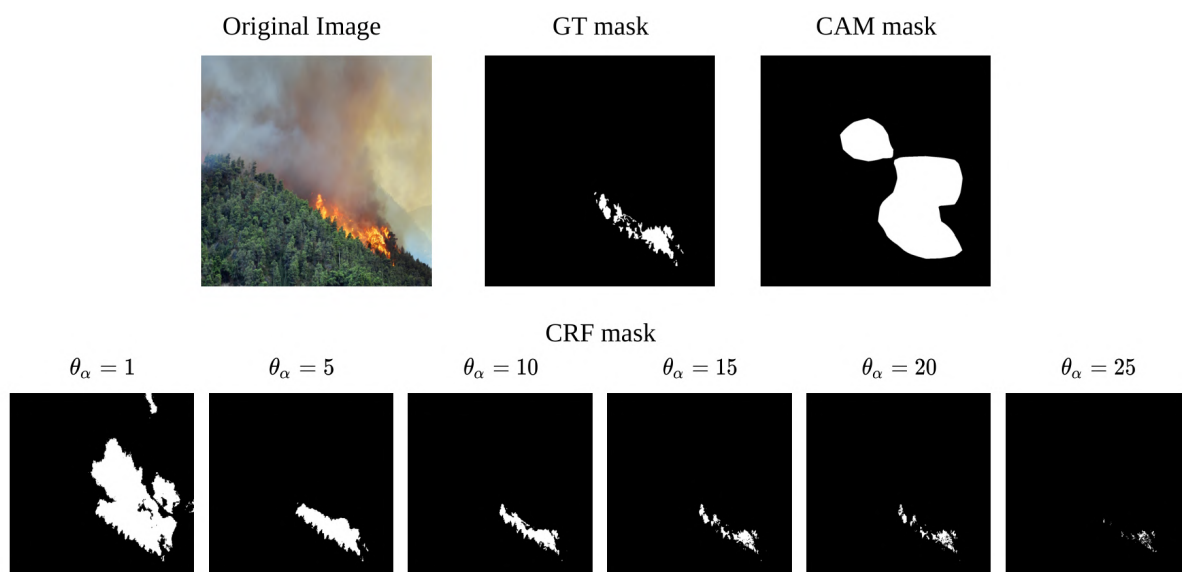 Original Image
GT mask
CAM mask
CRF mask
θα = 1
θα = 5
θα = 10
θα = 15
θα = 20
θα = 25